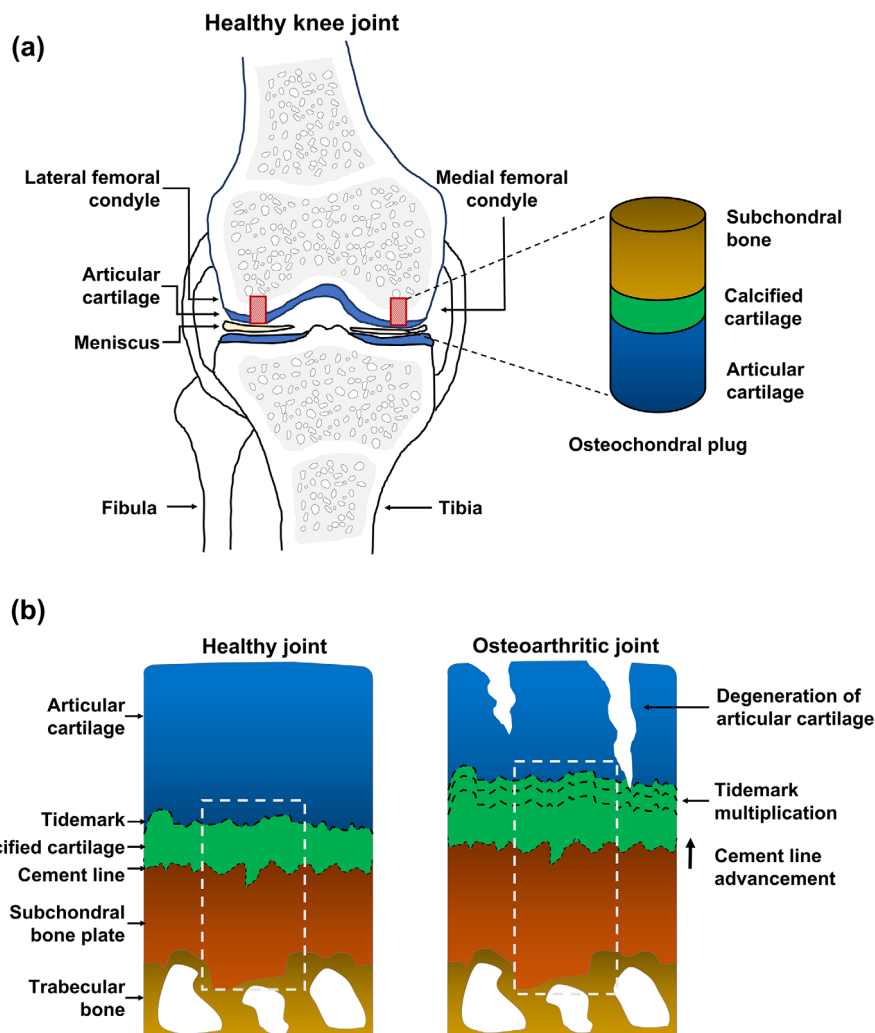 Healthy knee joint
(a)
Lateral femoral
condyle
Medial femoral
condyle
Articular
cartilage
Meniscus
Fibula
Tibia
Subchondral
bone
Calcified
cartilage
Articular
cartilage
Osteochondral plug
(b)
Healthy joint
Osteoarthritic joint
Articular
cartilage
Tidemark
cified cartilage
Cement line
Subchondral
bone plate
Trabecular
bone
Degeneration of
articular cartilage
Tidemark
multiplication
Cement line
advancement